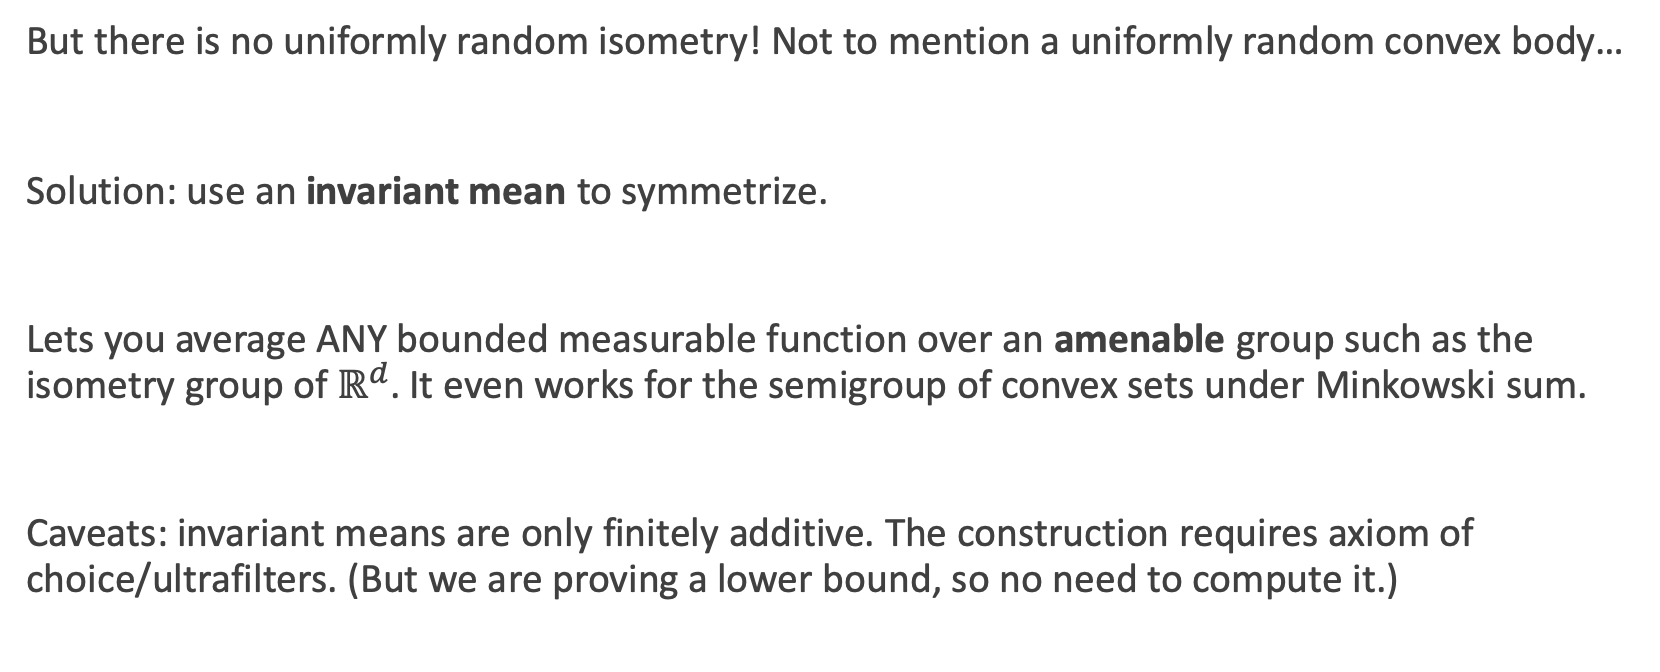 But there is no uniformly random isometry! Not to mention a uniformly random convex body...
Solution: use an invariant mean to symmetrize.
Lets you average ANY bounded measurable function over an amenable group such as the
isometry group of ℝ^𝑑. It even works for the semigroup of convex sets under Minkowski sum.
Caveats: invariant means are only finitely additive. The construction requires axiom of
choice/ultrafilters. (But we are proving a lower bound, so no need to compute it.)